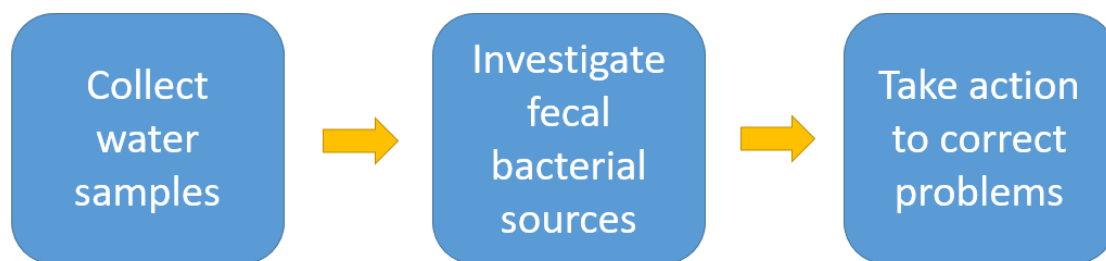 Collect
water
samples
Investigate
fecal
bacterial
sources
Take action
to correct
problems